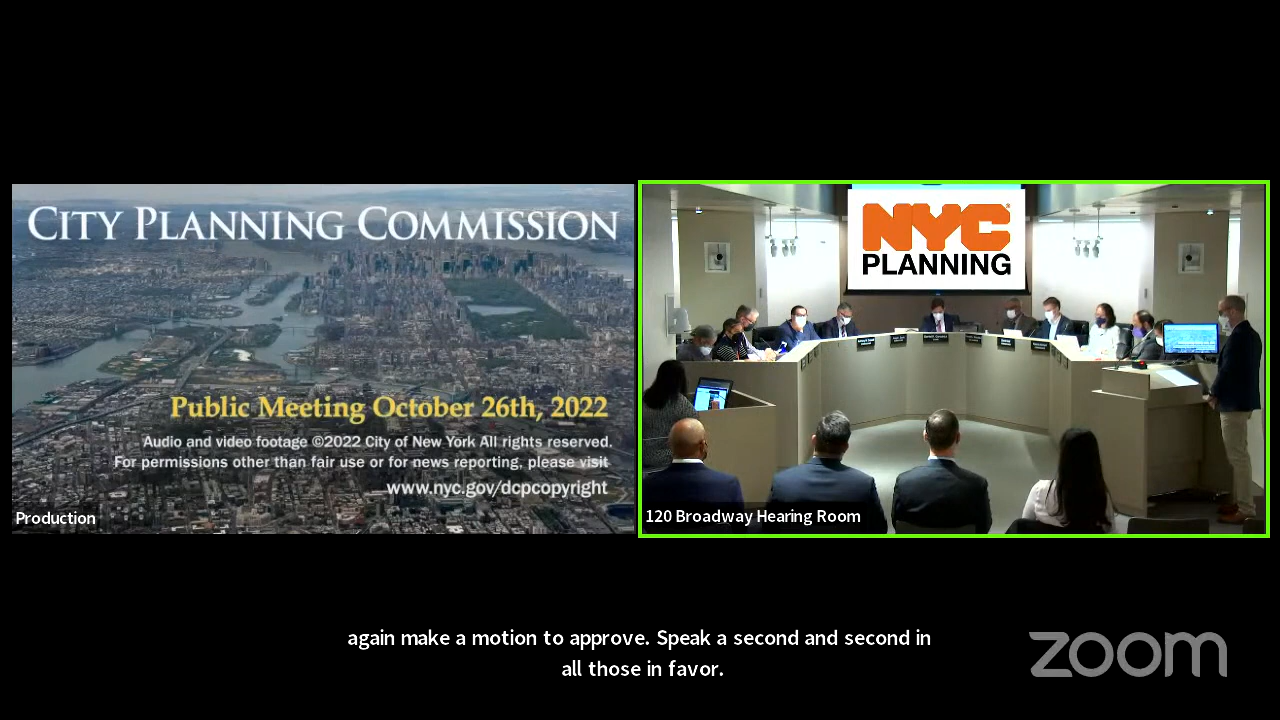 CITY PLANNING COMMISSION
Public Meeting October 26th, 2022
Audio and video footage ©2022 City of New York All rights reserved.
For permissions other than fair use or for news reporting, please visit
www.nyc.gov/dcpcopyright
Production
NYC®
PLANNING
120 Broadway Hearing Room
again make a motion to approve. Speak a second and second in
all those in favor.
zoom